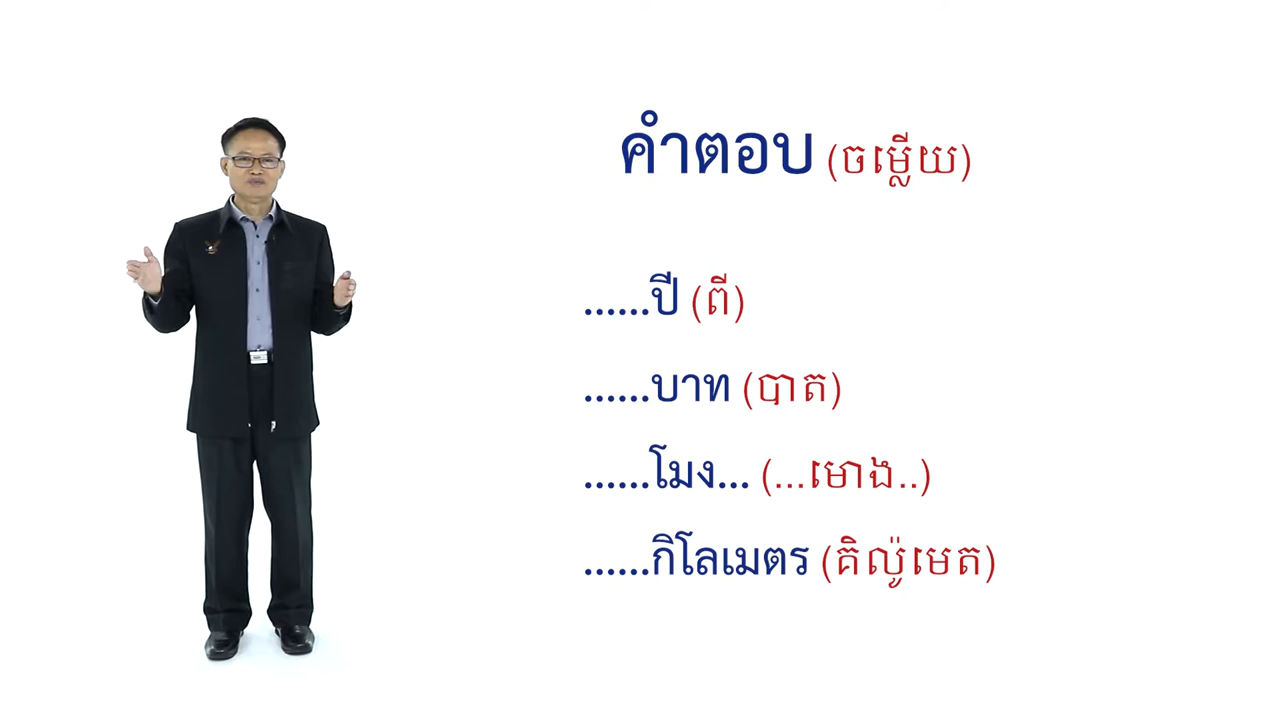 คำตอบ (ចម្លើយ)
......ปี (ពី)
......บาท (បាត)
......โมง... (...មោង..)
......กิโลเมตร (គិល៉ូមេត)